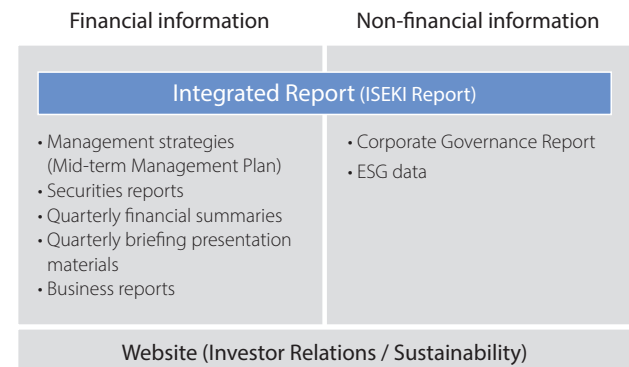 Financial information
Non-financial information
Integrated Report (ISEKI Report)
• Management strategies
(Mid-term Management Plan)
• Securities reports
• Quarterly financial summaries
• Quarterly briefing presentation
materials
• Business reports
• Corporate Governance Report
• ESG data
Website (Investor Relations / Sustainability)